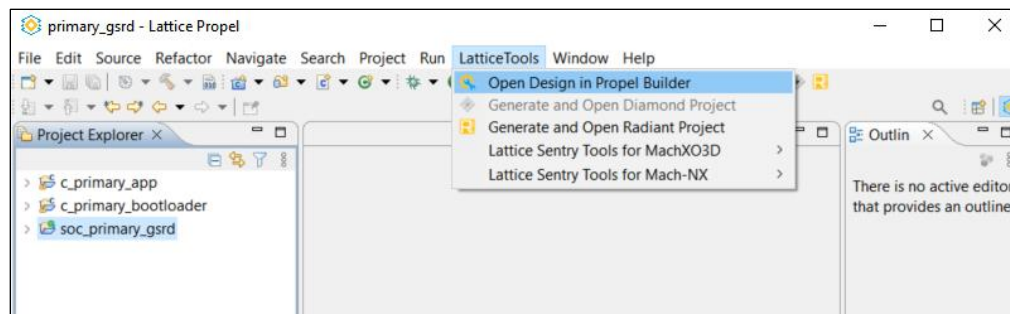 primary_gsrd - Lattice Propel
File Edit Source Refactor Navigate Search Project Run LatticeTools Window Help
Open Design in Propel Builder
Generate and Open Diamond Project
Generate and Open Radiant Project
Lattice Sentry Tools for MachXO3D
Lattice Sentry Tools for Mach-NX
Project Explorer
c_primary_app
c_primary_bootloader
soc_primary_gsrd
Outlin
There is no active editor
that provides an outline